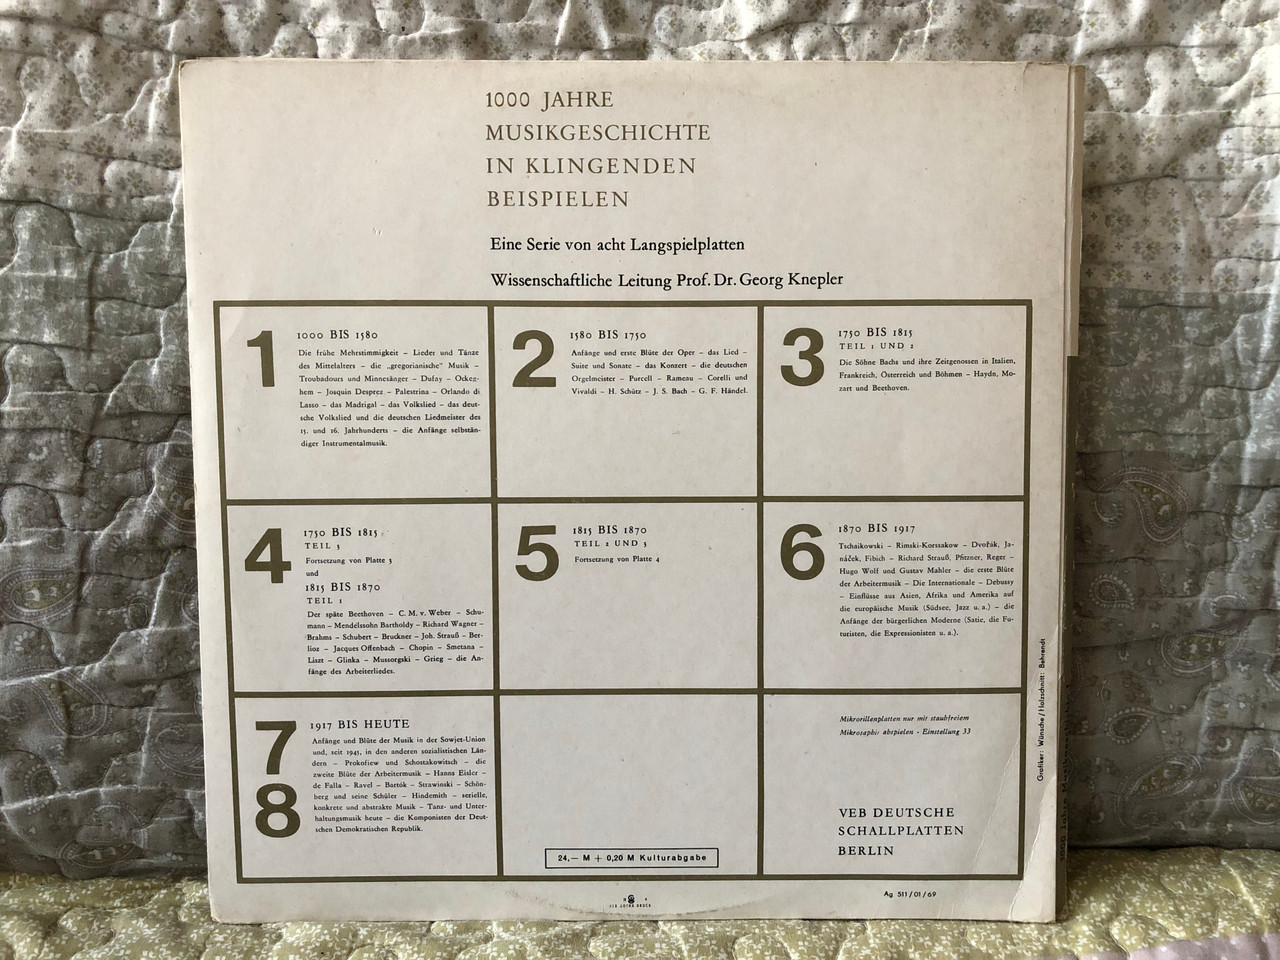 1000 JAHRE
MUSIKGESCHICHTE
IN KLINGENDEN
BEISPIELEN
Eine Serie von acht Langspielplatten
Wissenschaftliche Leitung Prof. Dr. Georg Knepler
1
1000 BIS 1580
Die frühe Mehrstimmigkeit – Lieder und Tänze
des Mittelalters – die „gregorianische“ Musik –
Troubadours und Minnesänger – Dufay – Ockeg-
hem – Josquin Desprez – Palestrina – Orlando di
Lasso – das Madrigal – das Volkslied – das deut-
sche Volkslied und die deutschen Liedmeister des
15. und 16. Jahrhunderts – die Anfänge selbstän-
diger Instrumentalmusik.
2
1580 BIS 1750
Anfänge und erste Blüte der Oper – das Lied –
Suite und Sonate – das Konzert – die deutschen
Orgelmeister – Purcell – Rameau – Corelli und
Vivaldi – H. Schütz – J. S. Bach – G. F. Händel.
3
1750 BIS 1815
TEIL 1 UND 2
Die Söhne Bachs und ihre Zeitgenossen in Italien,
Frankreich, Österreich und Böhmen – Haydn, Mo-
zart und Beethoven.
4
1750 BIS 1815
TEIL 3
Fortsetzung von Platte 3
und
1815 BIS 1870
TEIL 1
Der späte Beethoven – C. M. v. Weber – Schu-
mann – Mendelssohn Bartholdy – Richard Wagner –
Brahms – Schubert – Bruckner – Joh. Strauß – Ber-
lioz – Jacques Offenbach – Chopin – Smetana –
Liszt – Glinka – Mussorgski – Grieg – die An-
fänge des Arbeiterliedes.
5
1815 BIS 1870
TEIL 2 UND 3
Fortsetzung von Platte 4
6
1870 BIS 1917
Tschaikowski – Rimski-Korssakow – Dvořák, Ja-
náček, Fibich – Richard Strauß, Pfitzner, Reger –
Hugo Wolf und Gustav Mahler – die erste Blüte
der Arbeitermusik – Die Internationale – Debussy
– Einflüsse aus Asien, Afrika und Amerika auf
die europäische Musik (Südsee, Jazz u. a.) – die
Anfänge der bürgerlichen Moderne (Satie, die Fu-
turisten, die Expressionisten u. a.).
7
8
1917 BIS HEUTE
Anfänge und Blüte der Musik in der Sowjet-Union
und, seit 1945, in den anderen sozialistischen Län-
dern – Prokofiew und Schostakowitsch – die
zweite Blüte der Arbeitermusik – Hanns Eisler –
de Falla – Ravel – Bartók – Strawinski – Schön-
berg und seine Schüler – Hindemith – serielle,
konkrete und abstrakte Musik – Tanz- und Unter-
haltungsmusik heute – die Komponisten der Deut-
schen Demokratischen Republik.
24,— M + 0,20 M Kulturabgabe
Mikrorillenplatten nur mit staubfreiem
Mikrosaphir abspielen - Einstellung 33
VEB DEUTSCHE
SCHALLPLATTEN
BERLIN
Grafiker: Wünsche / Holzschnitt: Behrendt
VEB GOTHA DRUCK
Ag 511/01/69